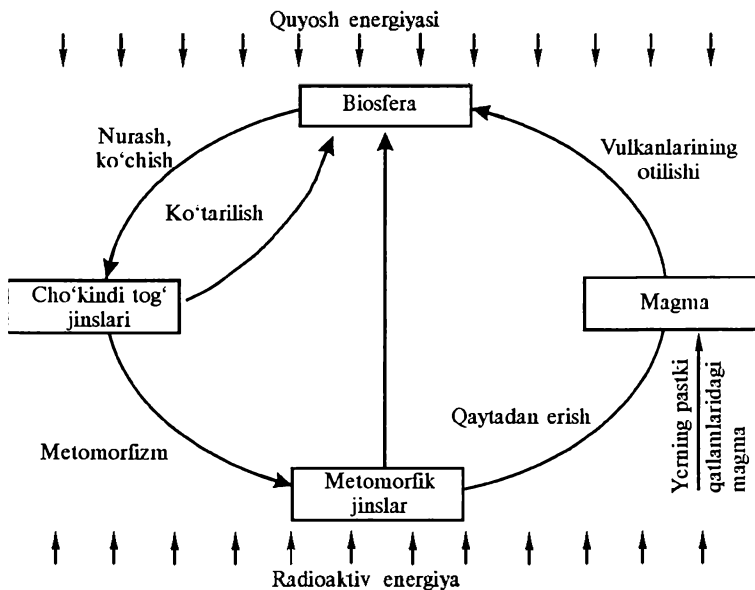 Quyosh energiyasi
Biosfera
Nurash,
ko‘chish
Vulkanlarining
otilishi
Ko‘tarilish
Cho‘kindi tog‘
jinslari
Magma
Metomorfizm
Qaytadan erish
Yerning pastki
qatlamlaridagi
magma
Metomorfik
jinslar
Radioaktiv energiya